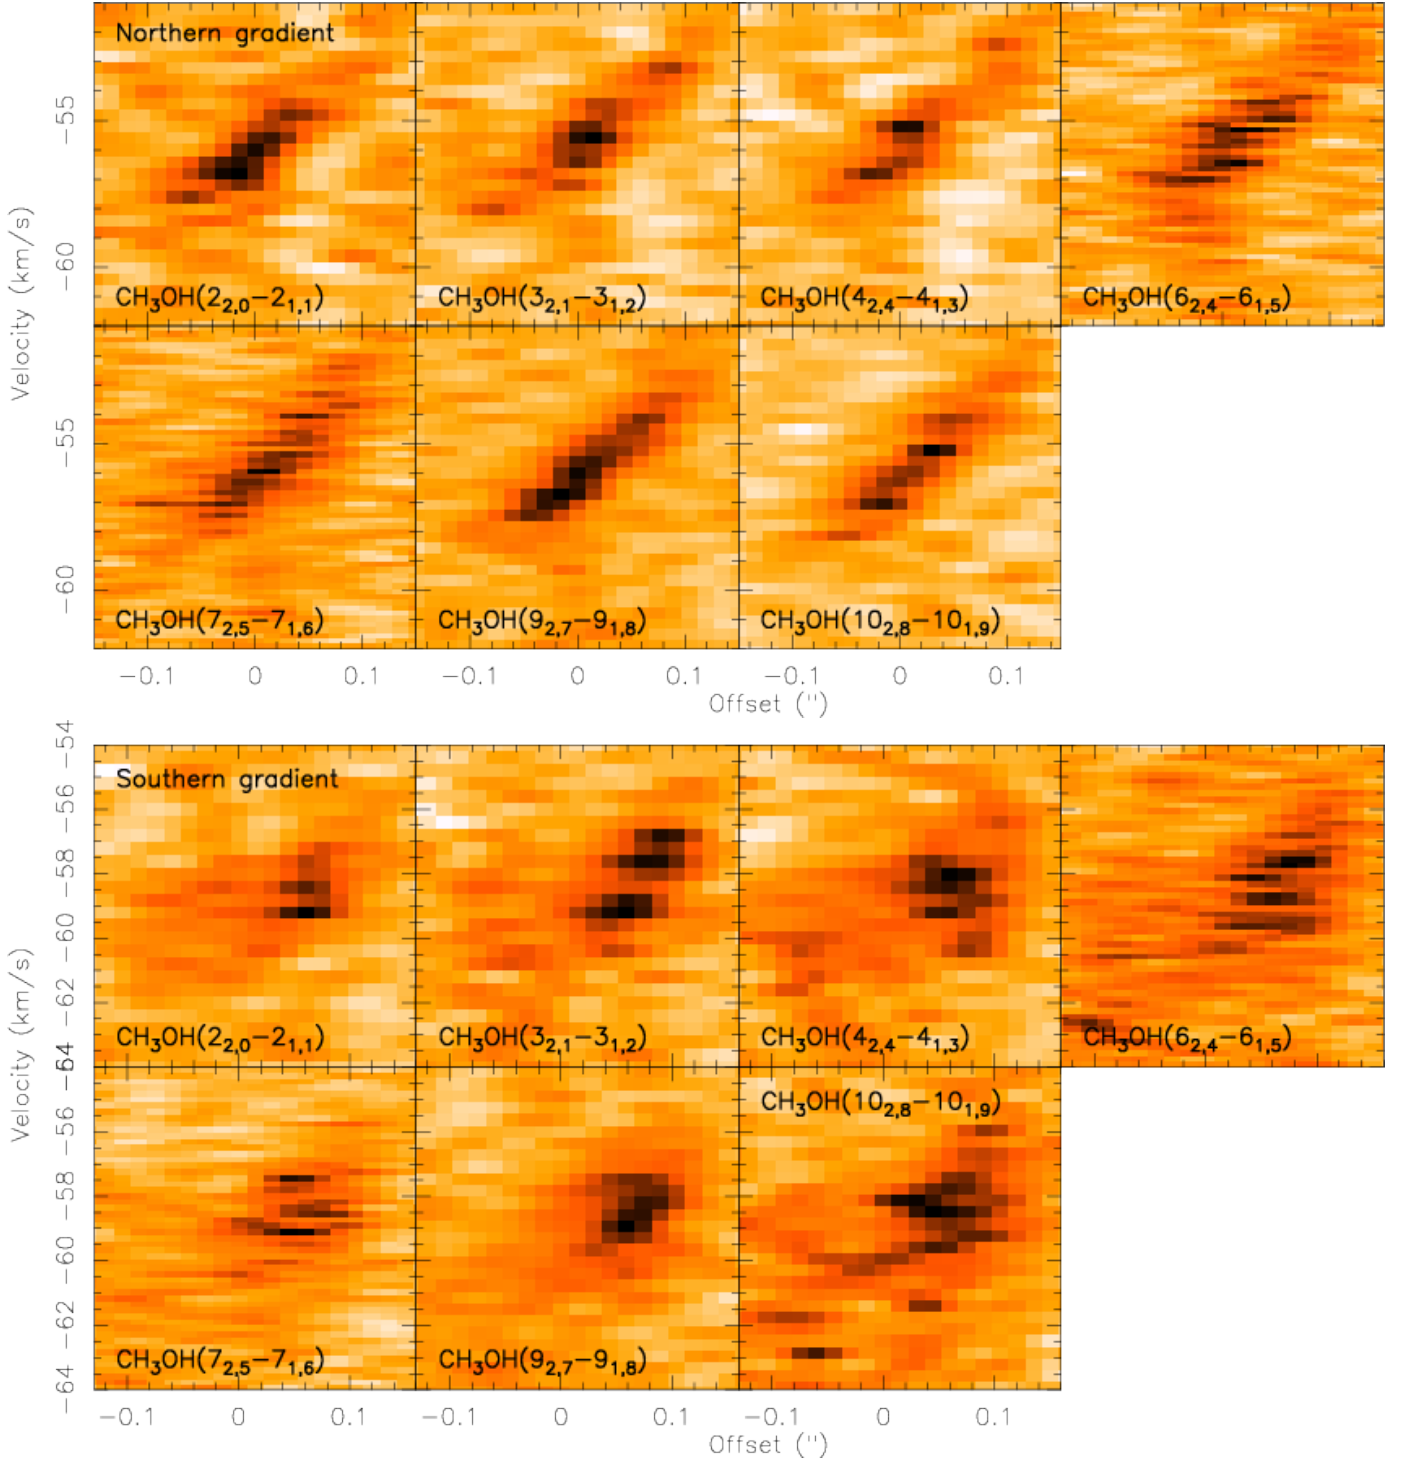 Northern gradient
−55
−60
CH₃OH(2₂,₀−2₁,₁)
CH₃OH(3₂,₁−3₁,₂)
CH₃OH(4₂,₄−4₁,₃)
CH₃OH(6₂,₄−6₁,₅)
Velocity (km/s)
−55
−60
CH₃OH(7₂,₅−7₁,₆)
CH₃OH(9₂,₇−9₁,₈)
CH₃OH(10₂,₈−10₁,₉)
−0.1 0 0.1 −0.1 0 0.1 −0.1 0 0.1
Offset (")
Southern gradient
−54
−56
−58
−60
−62
−64
CH₃OH(2₂,₀−2₁,₁)
CH₃OH(3₂,₁−3₁,₂)
CH₃OH(4₂,₄−4₁,₃)
CH₃OH(6₂,₄−6₁,₅)
Velocity (km/s)
CH₃OH(10₂,₈−10₁,₉)
−56
−58
−60
−62
−64
CH₃OH(7₂,₅−7₁,₆)
CH₃OH(9₂,₇−9₁,₈)
−0.1 0 0.1 −0.1 0 0.1 −0.1 0 0.1
Offset (")